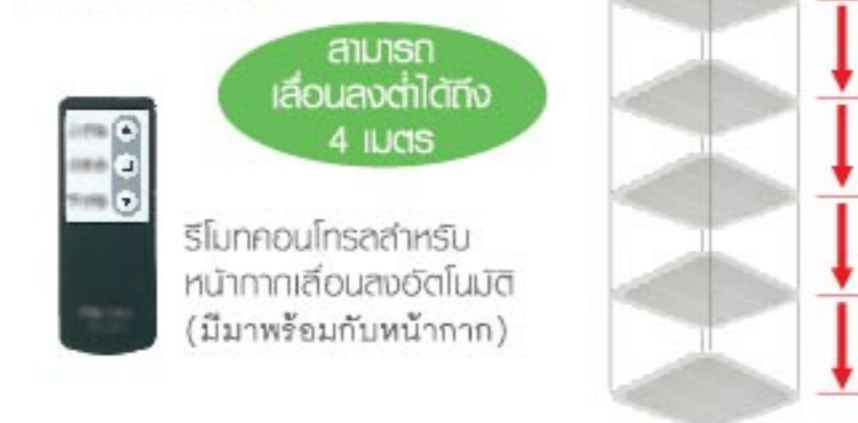 สามารถ
เลื่อนลงต่ำได้ถึง
4 เมตร
รีโมทคอนโทรลสำหรับ
หน้ากากเลื่อนลงอัตโนมัติ
(มีมาพร้อมกับหน้ากาก)